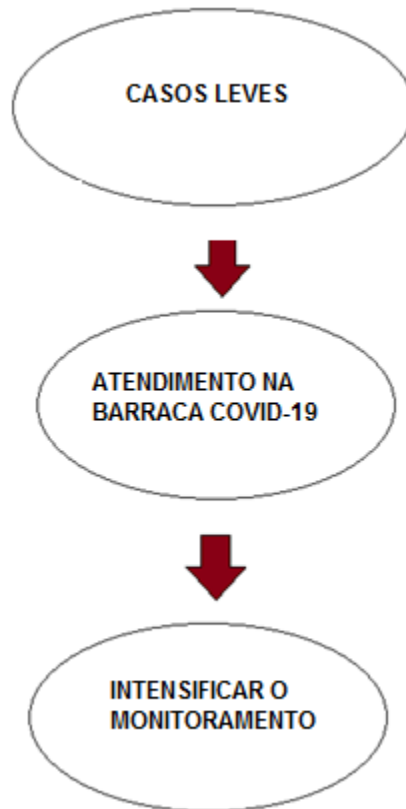 CASOS LEVES
ATENDIMENTO NA
BARRACA COVID-19
INTENSIFICAR O
MONITORAMENTO